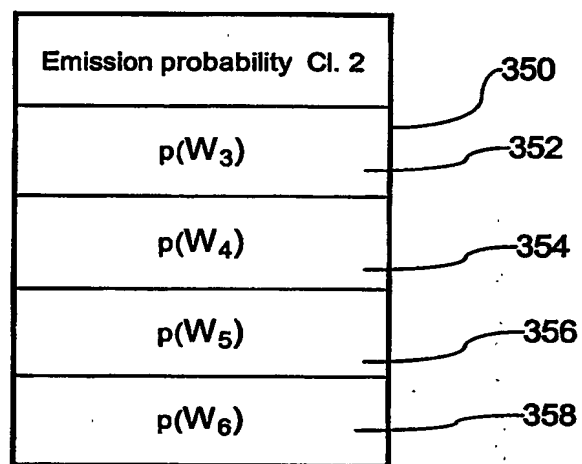 Emission probability Cl. 2
350
p(W3)
352
p(W4)
354
p(W5)
356
p(W6)
358